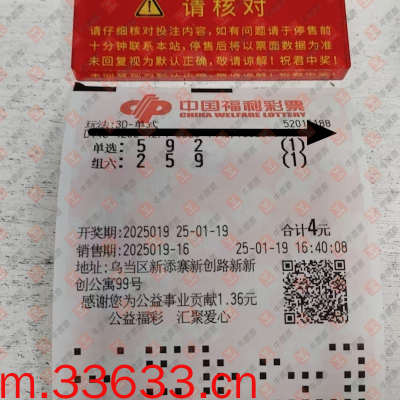 请核对
请仔细核对投注内容，如有问题请于停售前
十分钟联系本站，停售后将以票面数据为准
未回复视为默认正确，敬请谅解！祝君中奖！
中国福利彩票
CHINA WELFARE LOTTERY
玩法:3D-单式
单选: 5 9 2 (1)
组六: 2 5 9 (1)
开奖期:2025019 25-01-19 合计4元
销售期:2025019-16 25-01-19 16:40:08
地址:乌当区新添寨新创路新新
创公寓99号
感谢您为公益事业贡献1.36元
公益福彩 汇聚爱心
m.33633.cn